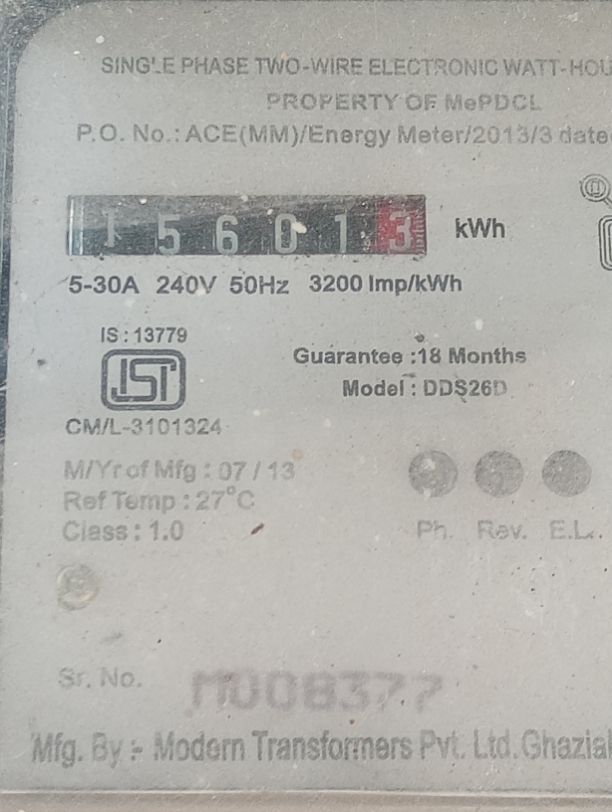 SINGLE PHASE TWO-WIRE ELECTRONIC WATT-HOU
PROPERTY OF MePDCL
P.O. No.: ACE(MM)/Energy Meter/2013/3 date
1 5 6 0 1 3 kWh
5-30A 240V 50Hz 3200 Imp/kWh
IS : 13779
ISI
CM/L-3101324
Guarantee :18 Months
Model : DDS26D
M/Yr of Mfg : 07 / 13
Ref Temp : 27°C
Class : 1.0
Ph. Rev. E.L.
Sr. No. M008377
Mfg. By :- Modern Transformers Pvt. Ltd. Ghazia